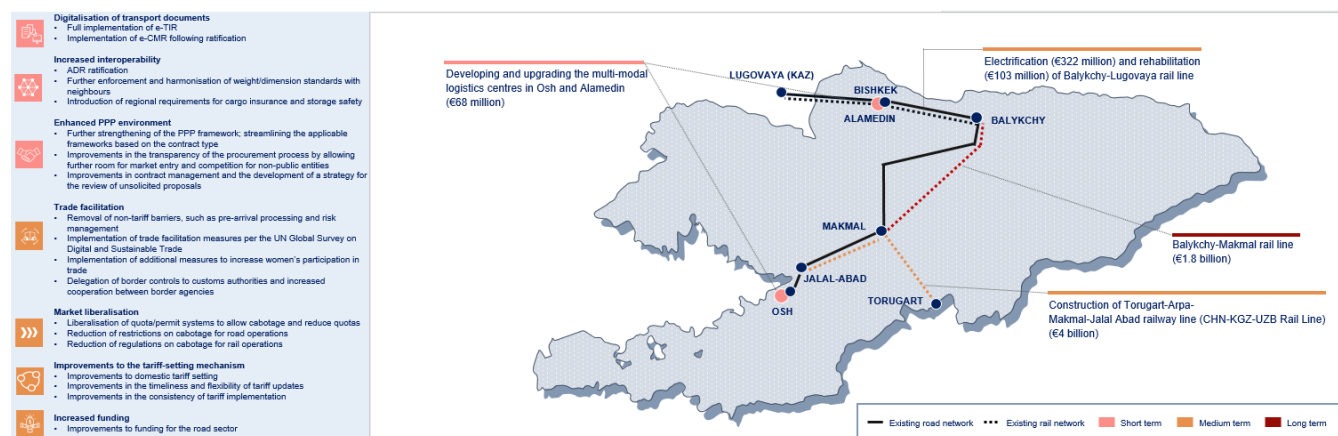 Digitalisation of transport documents
• Full implementation of e-TIR
• Implementation of e-CMR following ratification
Increased interoperability
• ADR ratification
• Further enforcement and harmonisation of weight/dimension standards with
neighbours
• Introduction of regional requirements for cargo insurance and storage safety
Enhanced PPP environment
• Further strengthening of the PPP framework; streamlining the applicable
frameworks based on the contract type
• Improvements in the transparency of the procurement process by allowing
further room for market entry and competition for non-public entities
• Improvements in contract management and the development of a strategy for
the review of unsolicited proposals
Trade facilitation
• Removal of non-tariff barriers, such as pre-arrival processing and risk
management
• Implementation of trade facilitation measures per the UN Global Survey on
Digital and Sustainable Trade
• Implementation of additional measures to increase women's participation in
trade
• Delegation of border controls to customs authorities and increased
cooperation between border agencies
Market liberalisation
• Liberalisation of quota/permit systems to allow cabotage and reduce quotas
• Reduction of restrictions on cabotage for road operations
• Reduction of regulations on cabotage for rail operations
Improvements to the tariff-setting mechanism
• Improvements to domestic tariff setting
• Improvements in the timeliness and flexibility of tariff updates
• Improvements in the consistency of tariff implementation
Increased funding
• Improvements to funding for the road sector
Developing and upgrading the multi-modal
logistics centres in Osh and Alamedin
(€68 million)
Electrification (€322 million) and rehabilitation
(€103 million) of Balykchy-Lugovaya rail line
LUGOVAYA (KAZ)
BISHKEK
ALAMEDIN
BALYKCHY
MAKMAL
JALAL-ABAD
OSH
TORUGART
Balykchy-Makmal rail line
(€1.8 billion)
Construction of Torugart-Arpa-
Makmal-Jalal Abad railway line (CHN-KGZ-UZB Rail Line)
(€4 billion)
Existing road network
Existing rail network
Short term
Medium term
Long term